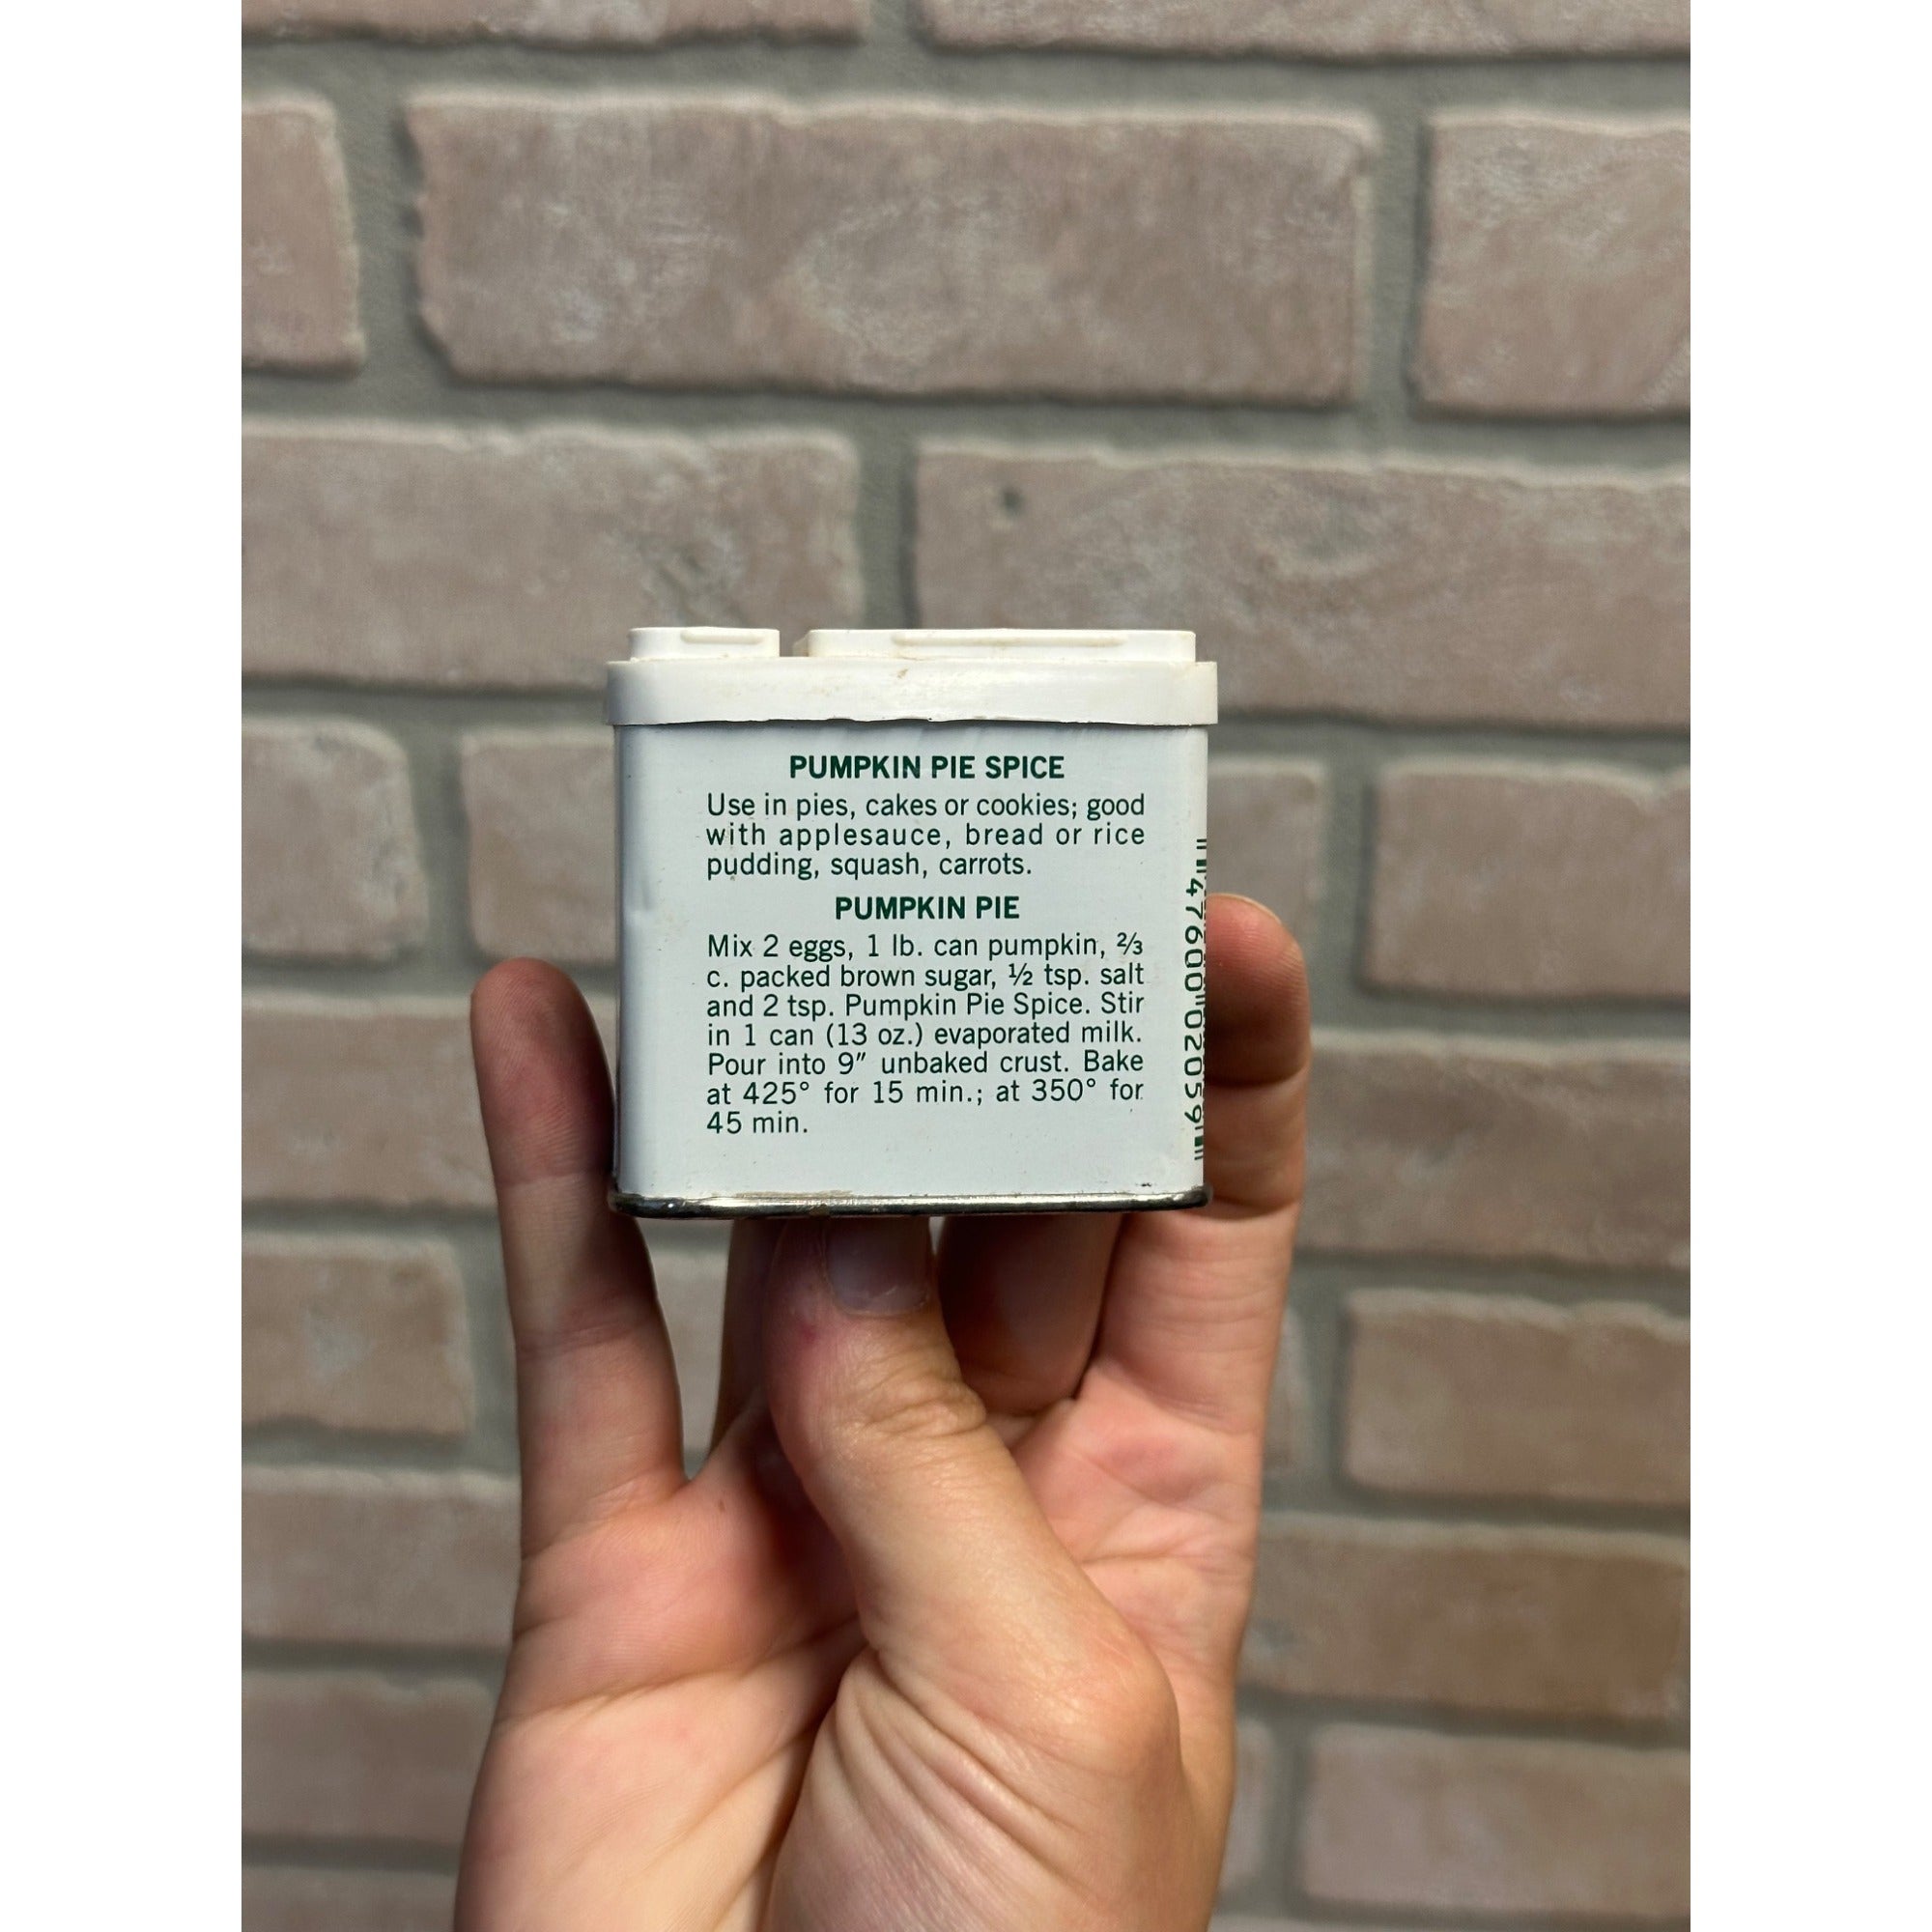 PUMPKIN PIE SPICE
Use in pies, cakes or cookies; good
with applesauce, bread or rice
pudding, squash, carrots.
PUMPKIN PIE
Mix 2 eggs, 1 lb. can pumpkin, ⅔
c. packed brown sugar, ½ tsp. salt
and 2 tsp. Pumpkin Pie Spice. Stir
in 1 can (13 oz.) evaporated milk.
Pour into 9″ unbaked crust. Bake
at 425° for 15 min.; at 350° for
45 min.
47600 02059